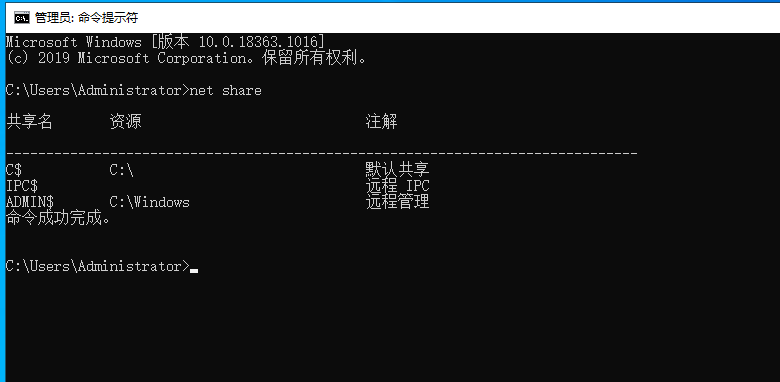 管理员: 命令提示符
Microsoft Windows [版本 10.0.18363.1016]
(c) 2019 Microsoft Corporation。保留所有权利。
C:\Users\Administrator>net share
共享名 资源 注解
-------------------------------------------------------------------------------
C$ C:\ 默认共享
IPC$ 远程 IPC
ADMIN$ C:\Windows 远程管理
命令成功完成。
C:\Users\Administrator>